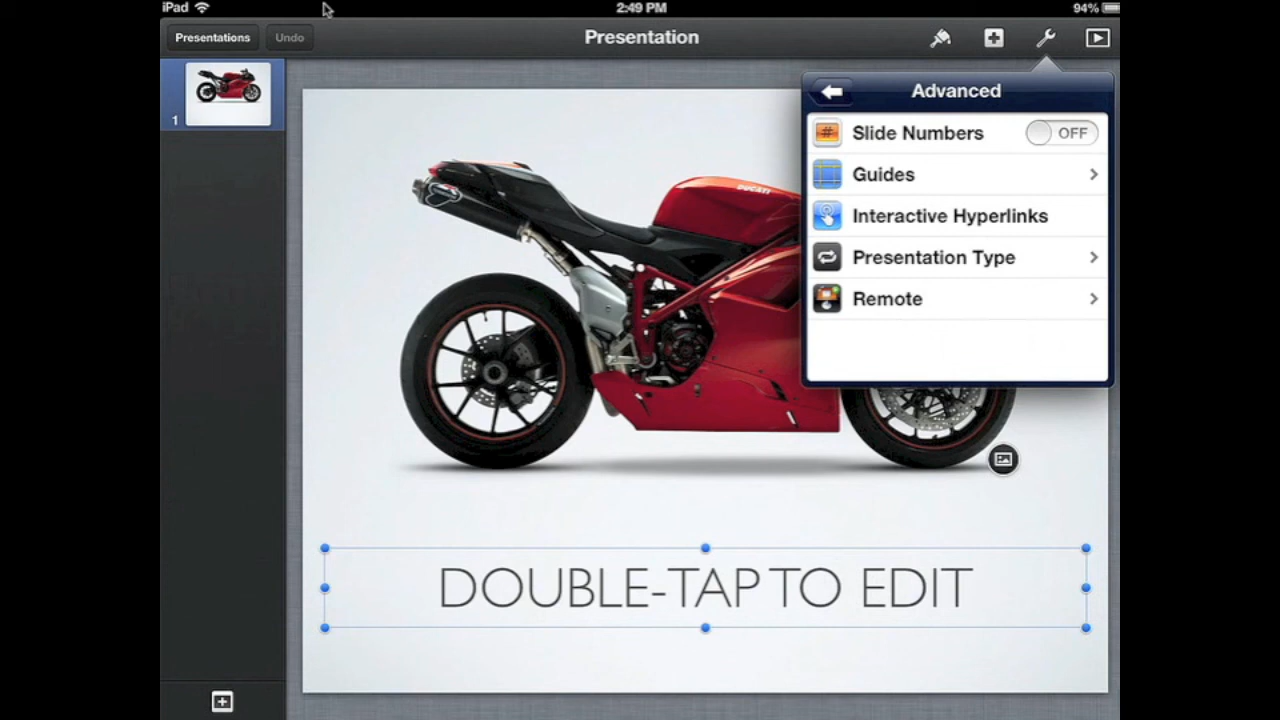 iPad 2:49 PM 94%
Presentations Undo Presentation
1
Advanced
# Slide Numbers OFF
Guides
Interactive Hyperlinks
Presentation Type
Remote
DUCATI
DOUBLE-TAP TO EDIT